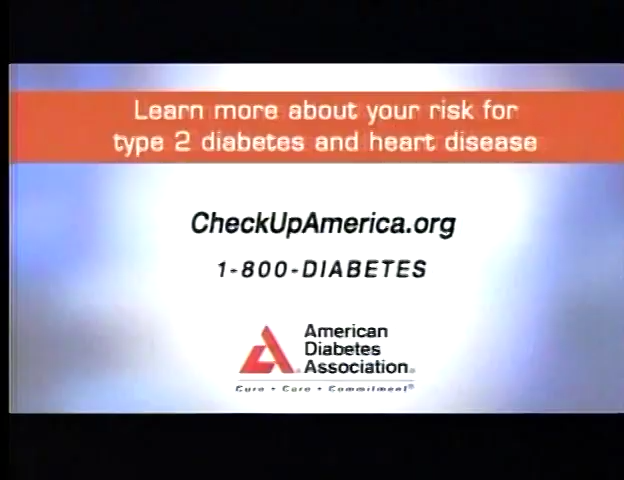 Learn more about your risk for
type 2 diabetes and heart disease
CheckUpAmerica.org
1-800-DIABETES
American
Diabetes
Association®
Cure • Care • Commitment®